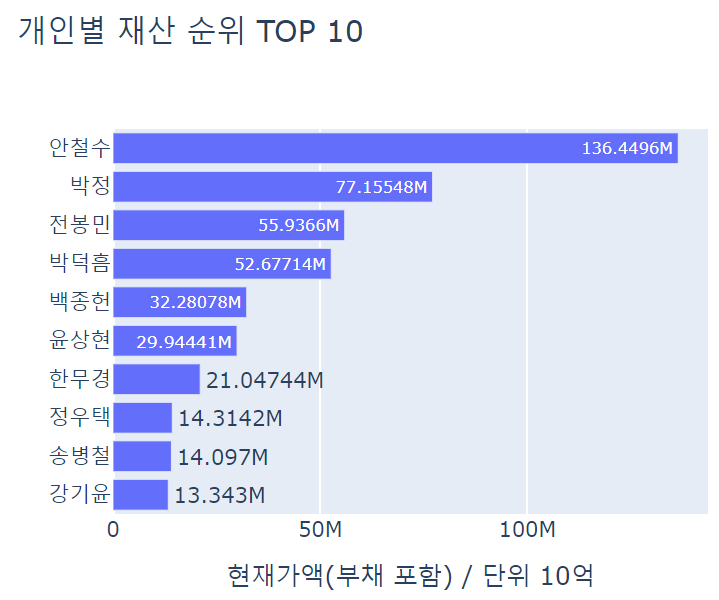 개인별 재산 순위 TOP 10
안철수 136.4496M
박정 77.15548M
전봉민 55.9366M
박덕흠 52.67714M
백종헌 32.28078M
윤상현 29.94441M
한무경 21.04744M
정우택 14.3142M
송병철 14.097M
강기윤 13.343M
0 50M 100M
현재가액(부채 포함) / 단위 10억